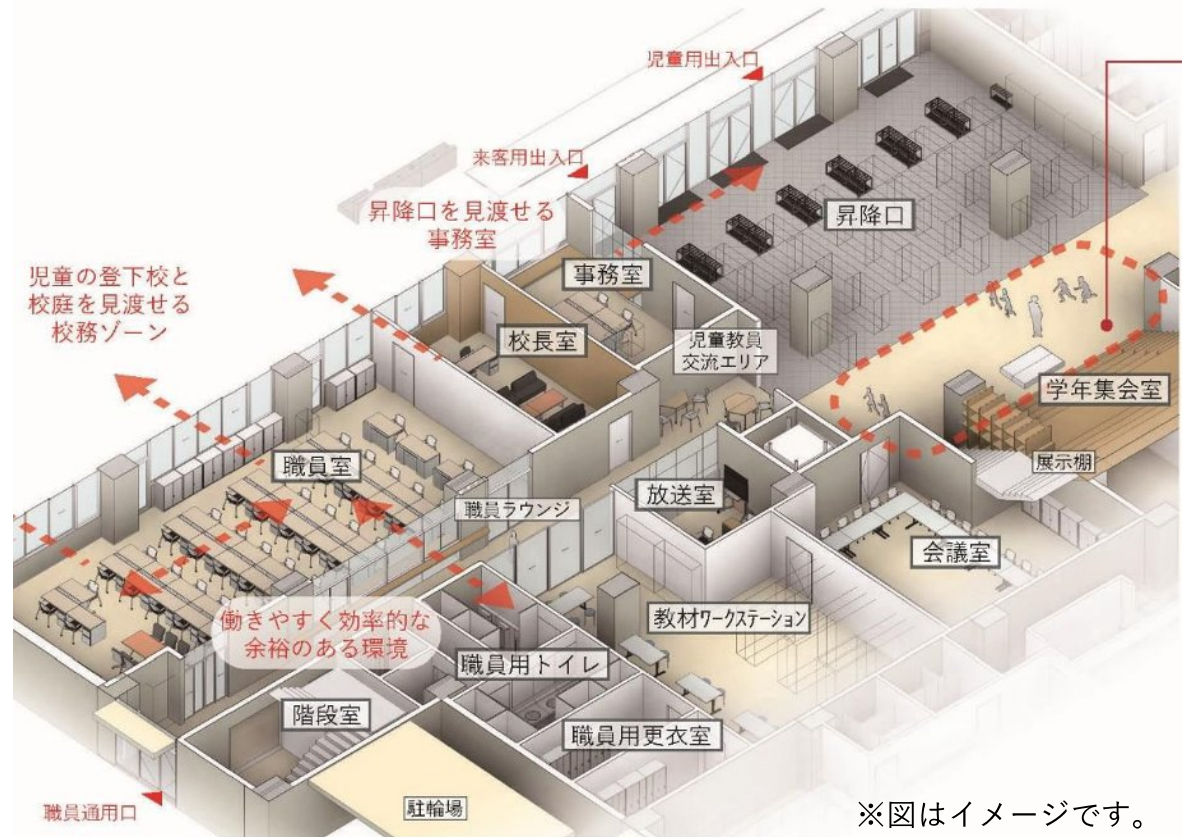 児童用出入口
来客用出入口
昇降口を見渡せる
事務室
昇降口
児童の登下校と
校庭を見渡せる
校務ゾーン
事務室
校長室
児童教員
交流エリア
学年集会室
展示棚
職員室
職員ラウンジ
放送室
会議室
働きやすく効率的な
余裕のある環境
教材ワークステーション
職員用トイレ
階段室
職員用更衣室
職員通用口
駐輪場
※図はイメージです。